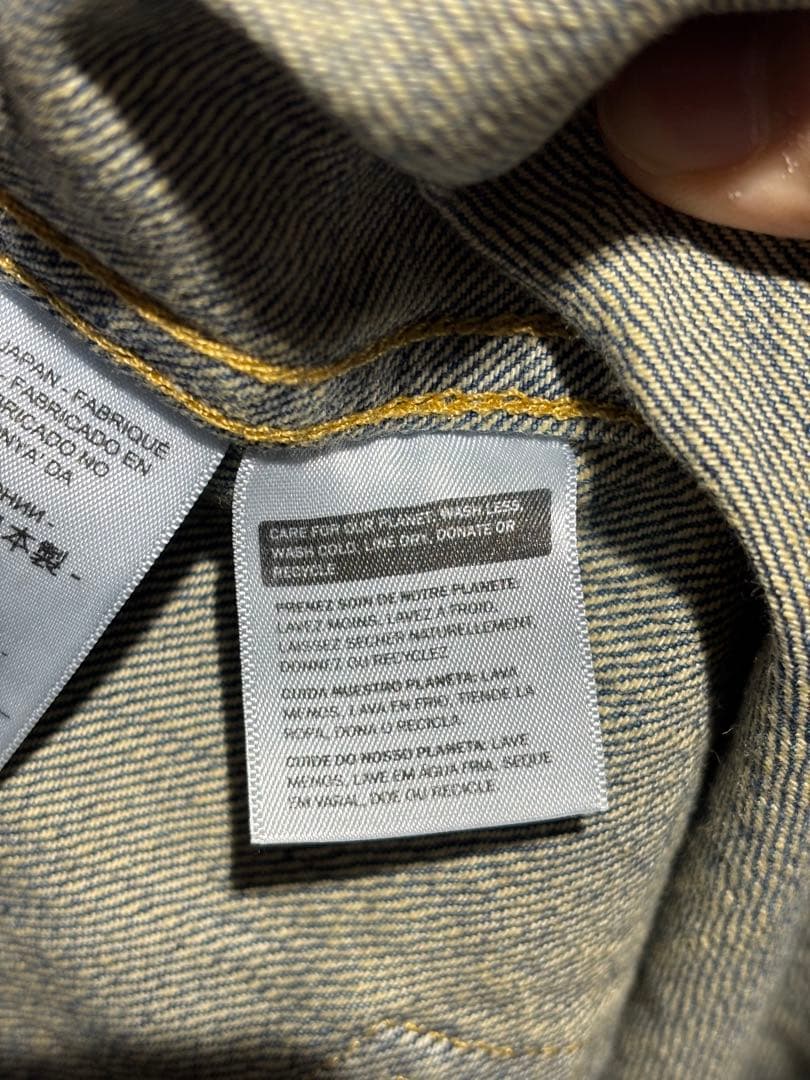 JAPAN - FABRIQUE
- FABRICADO EN
FABRICADO NO
DA
日本製 -
CARE FOR OUR PLANET: WASH LESS,
WASH COLD, LINE DRY, DONATE OR
RECYCLE
PRENEZ SOIN DE NOTRE PLANETE:
LAVEZ MOINS, LAVEZ A FROID,
LAISSEZ SECHER NATURELLEMENT,
DONNEZ OU RECYCLEZ
CUIDA NUESTRO PLANETA: LAVA
MENOS, LAVA EN FRIO, TIENDE LA
ROPA, DONA O RECICLA
CUIDE DO NOSSO PLANETA: LAVE
MENOS, LAVE EM ÁGUA FRIA, SEQUE
EM VARAL, DOE OU RECICLE.